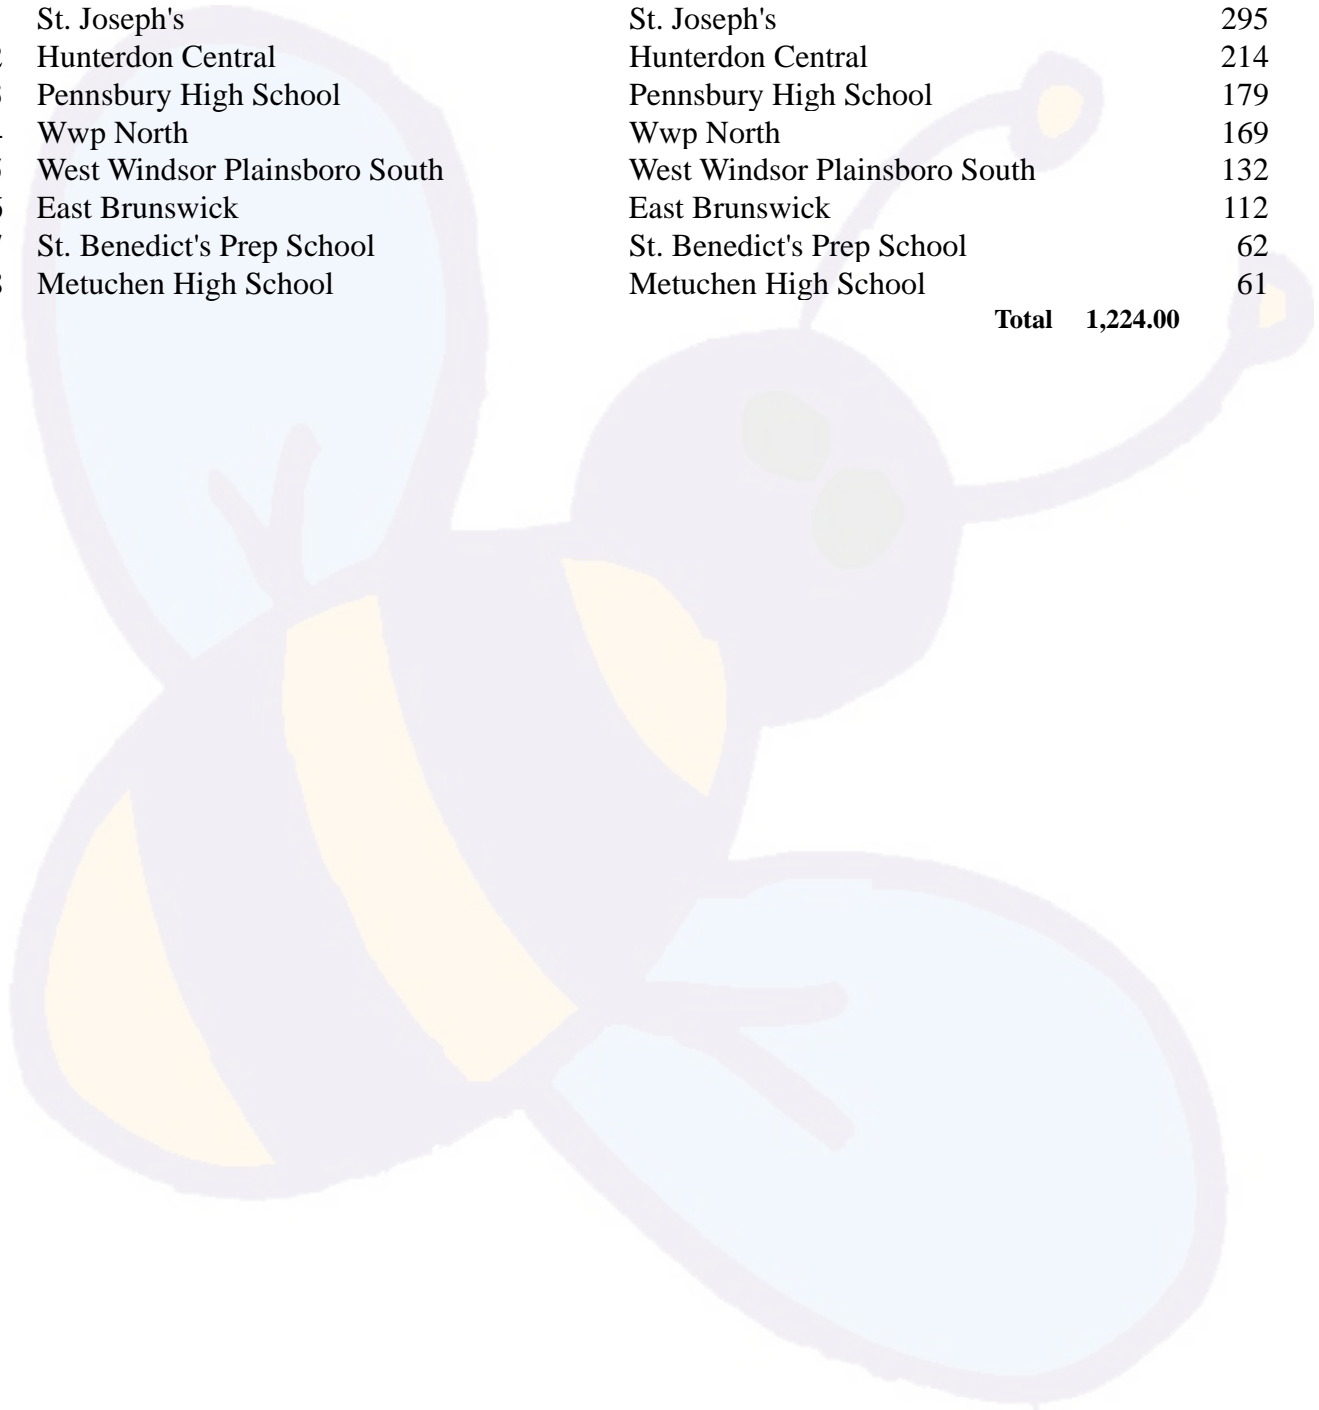 St. Joseph's St. Joseph's 295
2 Hunterdon Central Hunterdon Central 214
Pennsbury High School Pennsbury High School 179
Wwp North Wwp North 169
West Windsor Plainsboro South West Windsor Plainsboro South 132
East Brunswick East Brunswick 112
St. Benedict's Prep School St. Benedict's Prep School 62
Metuchen High School Metuchen High School 61
Total 1,224.00